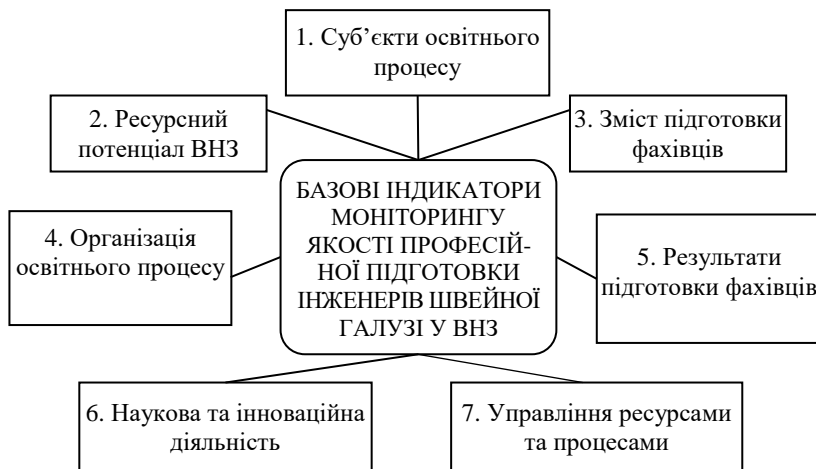 1. Суб’єкти освітнього
процесу
2. Ресурсний
потенціал ВНЗ
3. Зміст підготовки
фахівців
БАЗОВІ ІНДИКАТОРИ
МОНІТОРИНГУ
ЯКОСТІ ПРОФЕСІЙ-
НОЇ ПІДГОТОВКИ
ІНЖЕНЕРІВ ШВЕЙНОЇ
ГАЛУЗІ У ВНЗ
4. Організація
освітнього процесу
5. Результати
підготовки фахівців
6. Наукова та інноваційна
діяльність
7. Управління ресурсами
та процесами